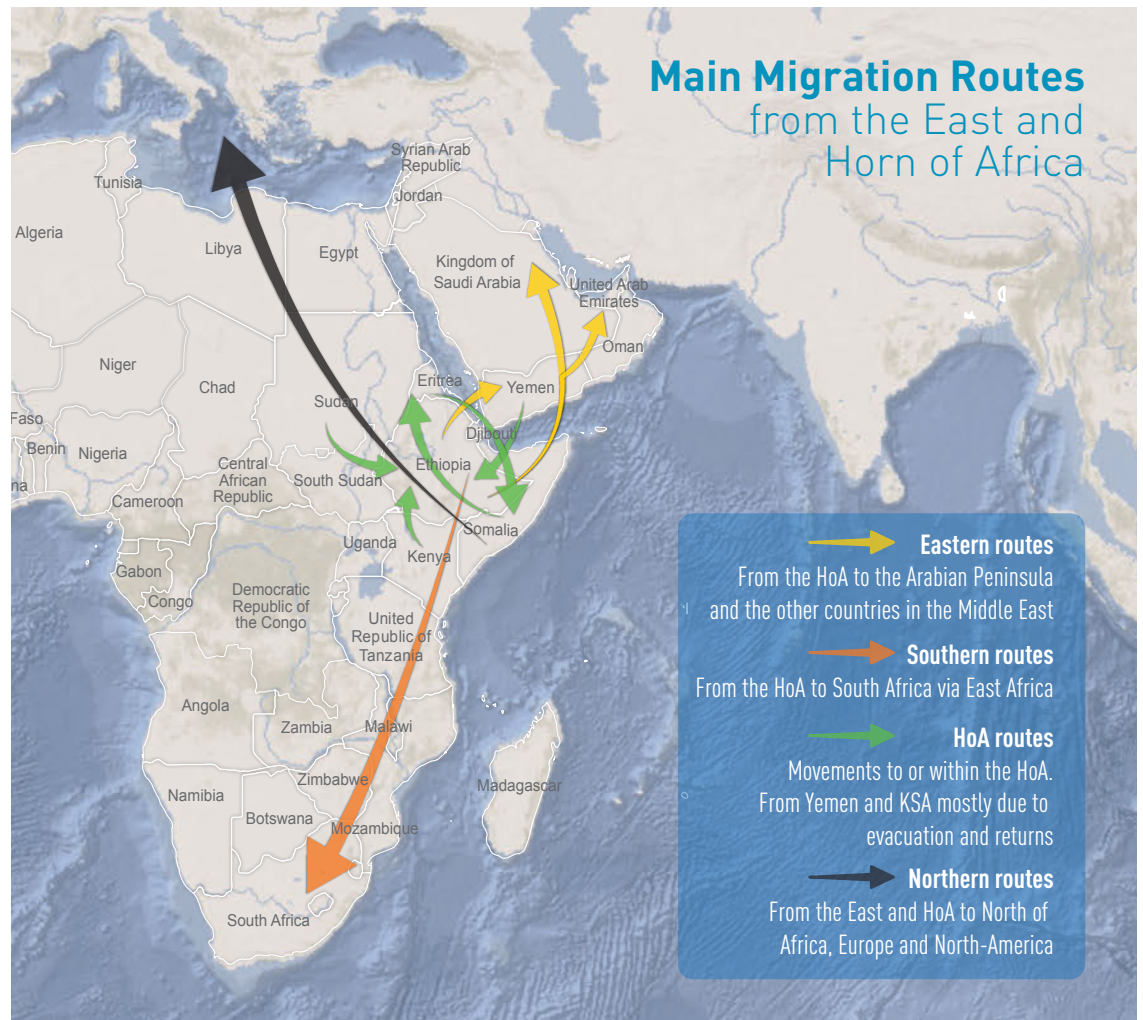 Main Migration Routes
from the East and
Horn of Africa
Syrian Arab
Republic
Tunisia
Jordan
Algeria
Libya
Egypt
Kingdom of
Saudi Arabia
United Arab
Emirates
Oman
Niger
Chad
Eritrea
Yemen
Sudan
Faso
Djibouti
Benin
Nigeria
Ethiopia
Central
African
Republic
South Sudan
na
Cameroon
Somalia
Uganda
Kenya
Gabon
Congo
Democratic
Republic of
the Congo
United
Republic of
Tanzania
Angola
Zambia
Malawi
Zimbabwe
Namibia
Botswana
Mozambique
Madagascar
South Africa
Eastern routes
From the HoA to the Arabian Peninsula
and the other countries in the Middle East
Southern routes
From the HoA to South Africa via East Africa
HoA routes
Movements to or within the HoA.
From Yemen and KSA mostly due to
evacuation and returns
Northern routes
From the East and HoA to North of
Africa, Europe and North-America